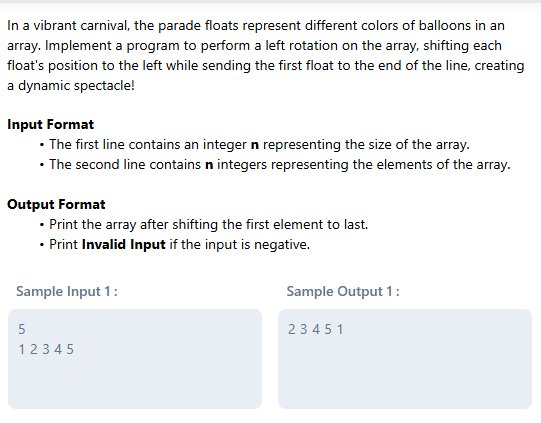 In a vibrant carnival, the parade floats represent different colors of balloons in an
array. Implement a program to perform a left rotation on the array, shifting each
float's position to the left while sending the first float to the end of the line, creating
a dynamic spectacle!
Input Format
• The first line contains an integer n representing the size of the array.
• The second line contains n integers representing the elements of the array.
Output Format
• Print the array after shifting the first element to last.
• Print Invalid Input if the input is negative.
Sample Input 1:
5
1 2 3 4 5
Sample Output 1:
2 3 4 5 1